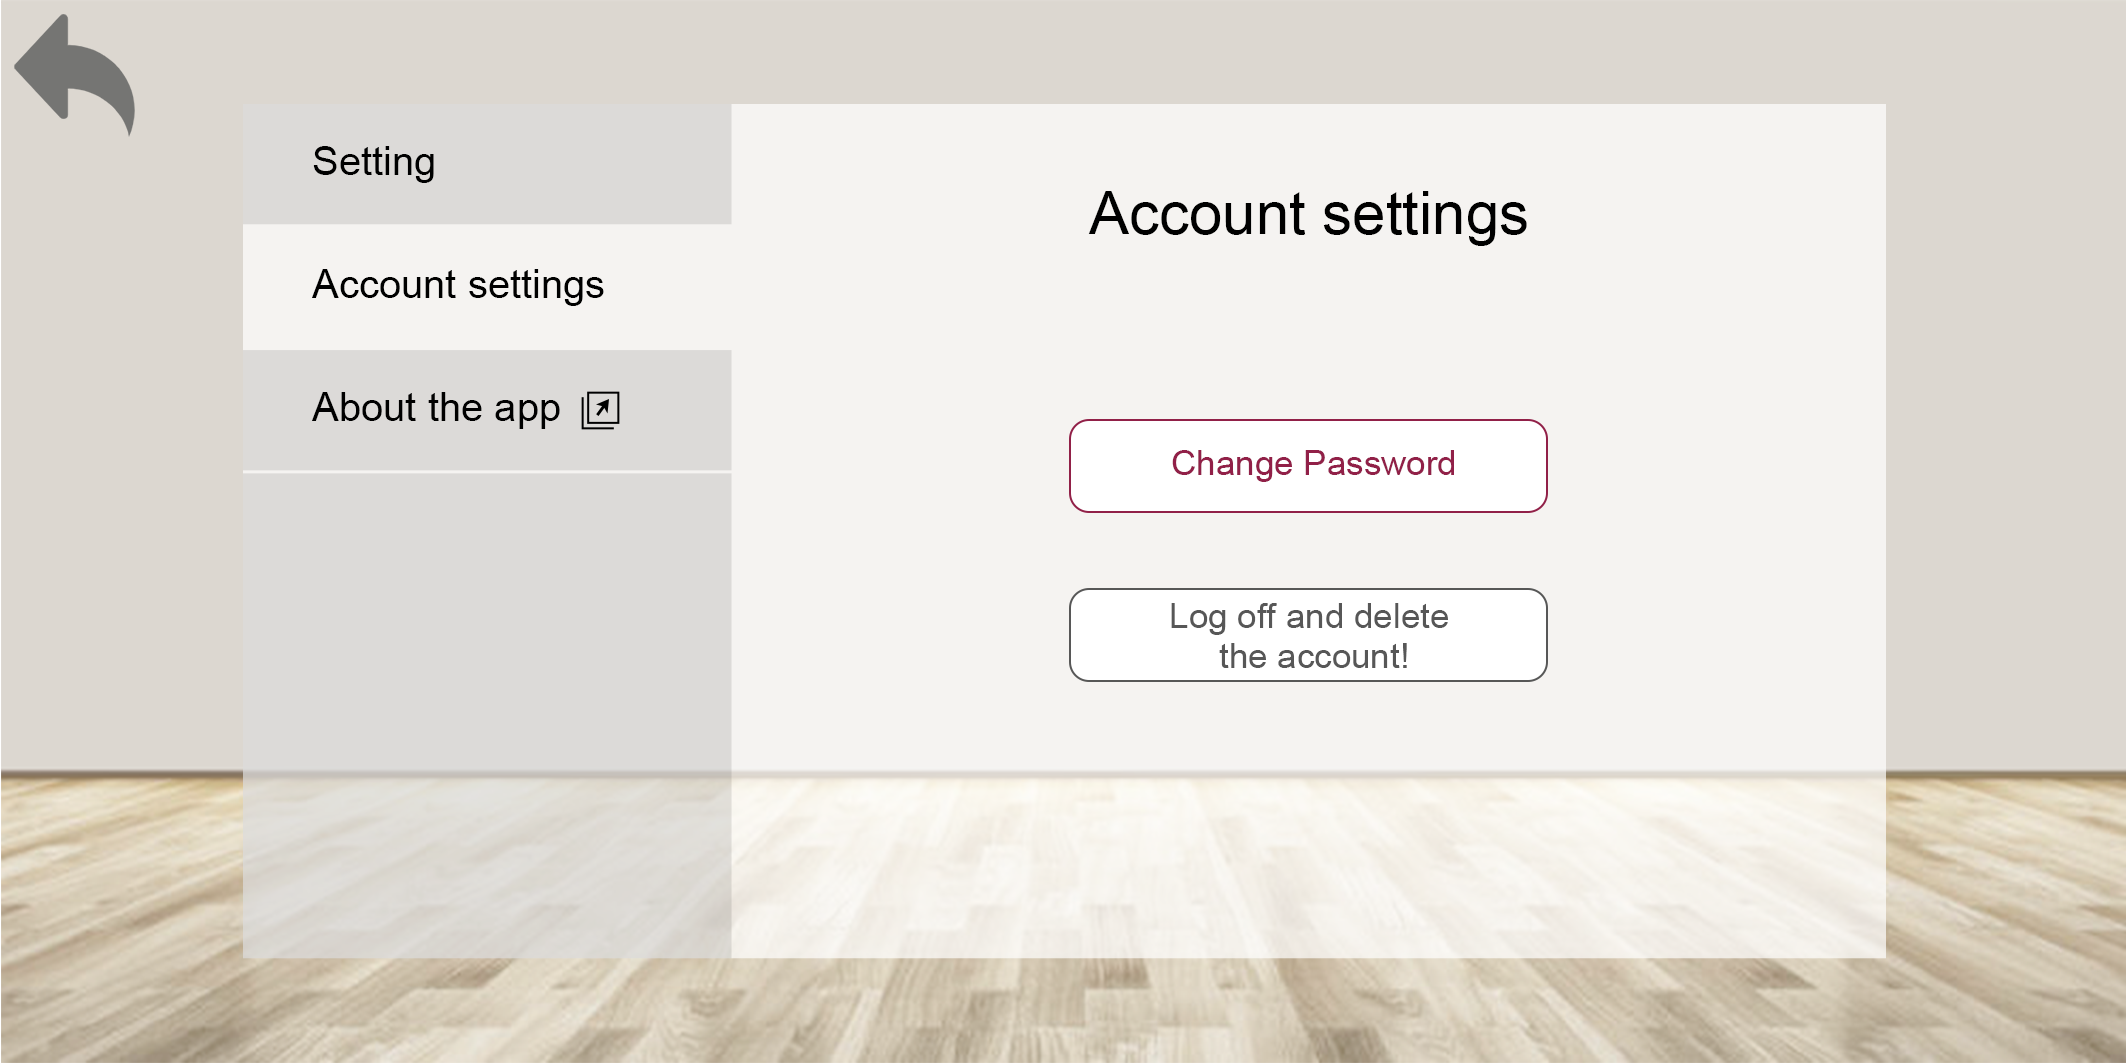 Setting
Account settings
About the app
Account settings
Change Password
Log off and delete
the account!